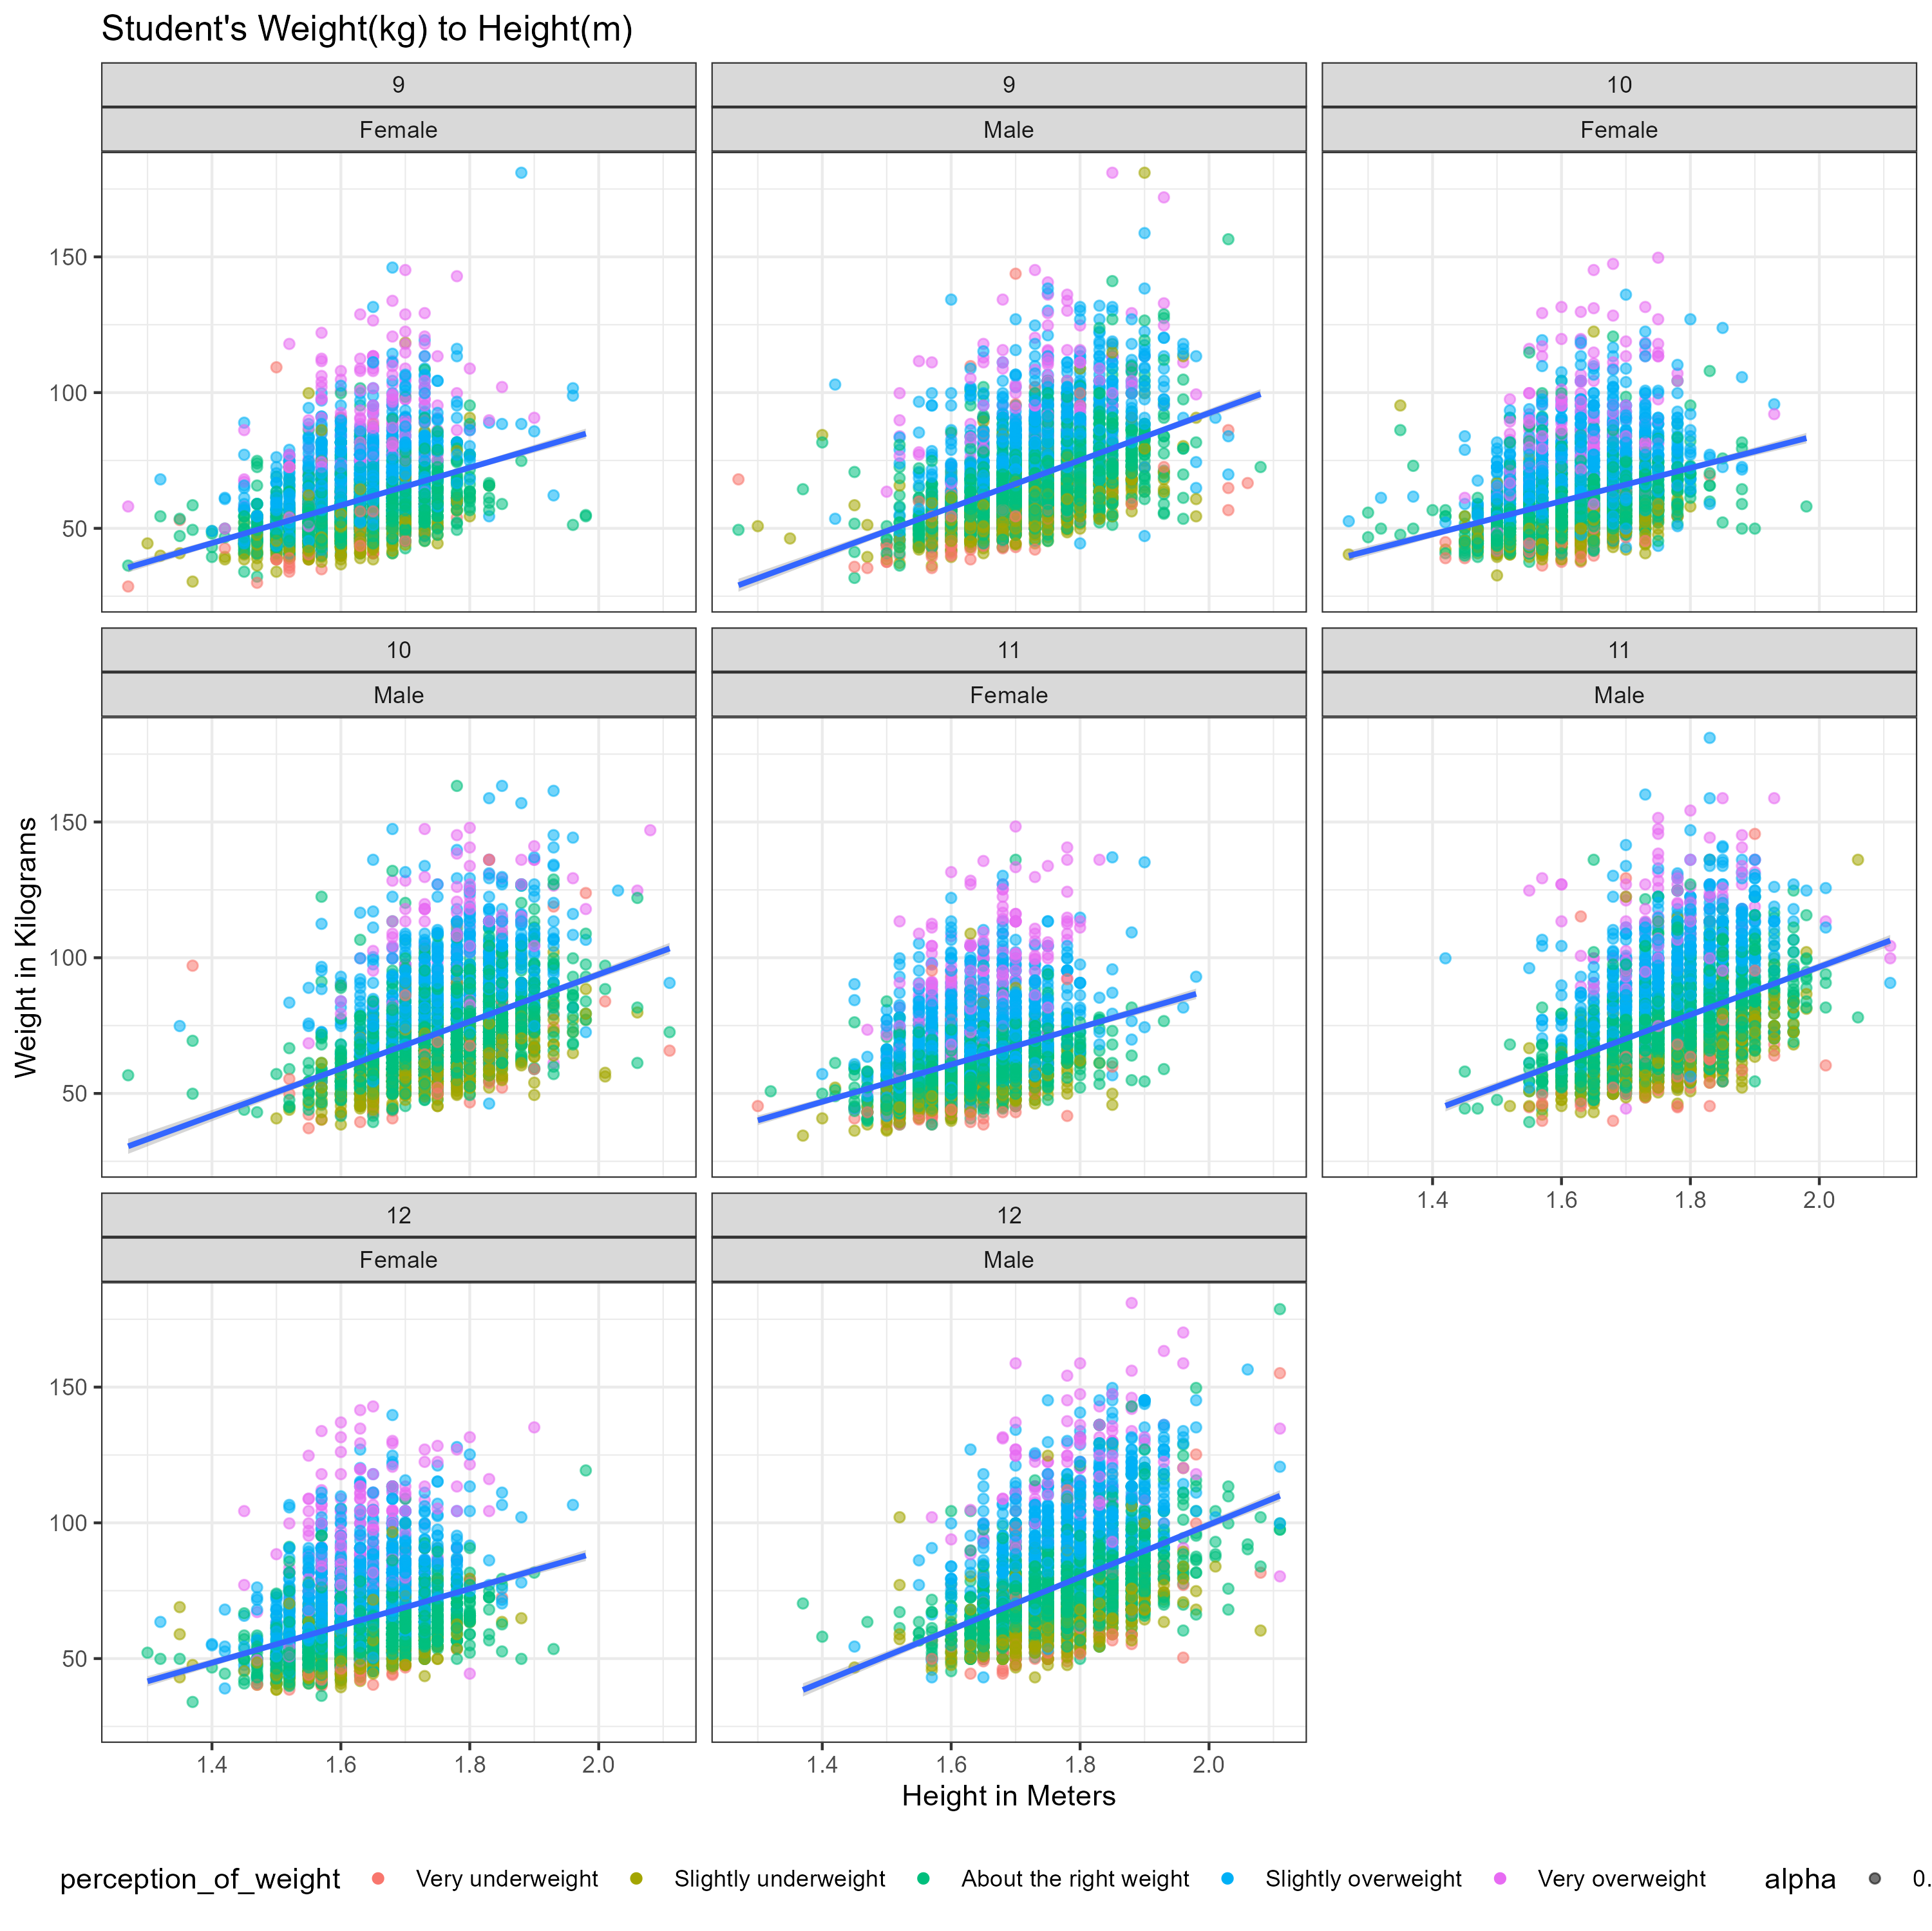 Student's Weight(kg) to Height(m)
9 9 10
Female Male Female
150
100
50
10 11 11
Male Female Male
150
100
50
1.4 1.6 1.8 2.0
12 12
Female Male
150
100
50
1.4 1.6 1.8 2.0 1.4 1.6 1.8 2.0
Weight in Kilograms
Height in Meters
perception_of_weight Very underweight Slightly underweight About the right weight Slightly overweight Very overweight alpha 0.